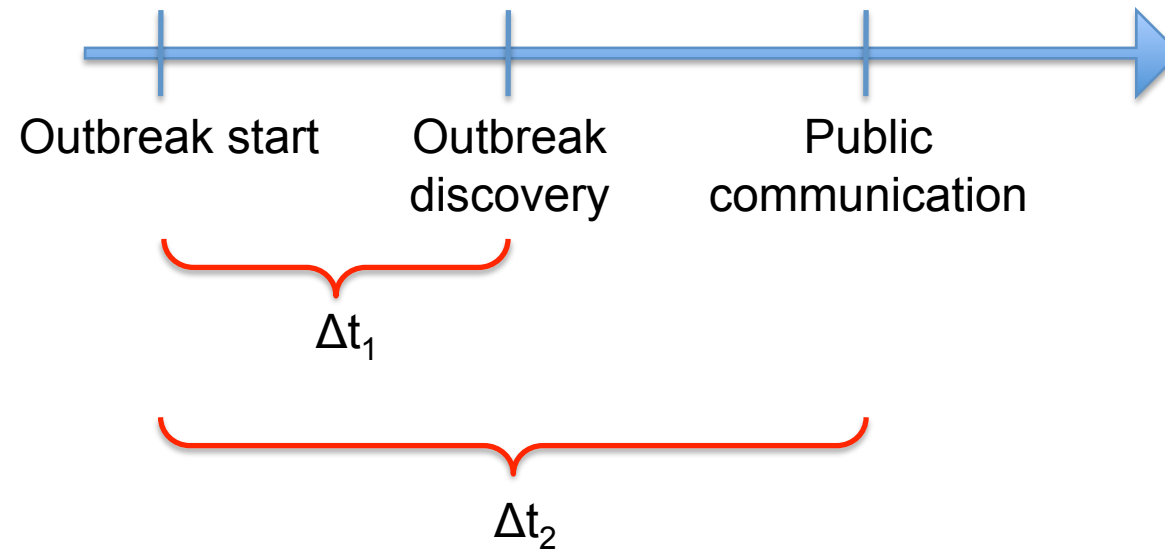 Outbreak start
Outbreak
discovery
Public
communication
Δt₁
Δt₂